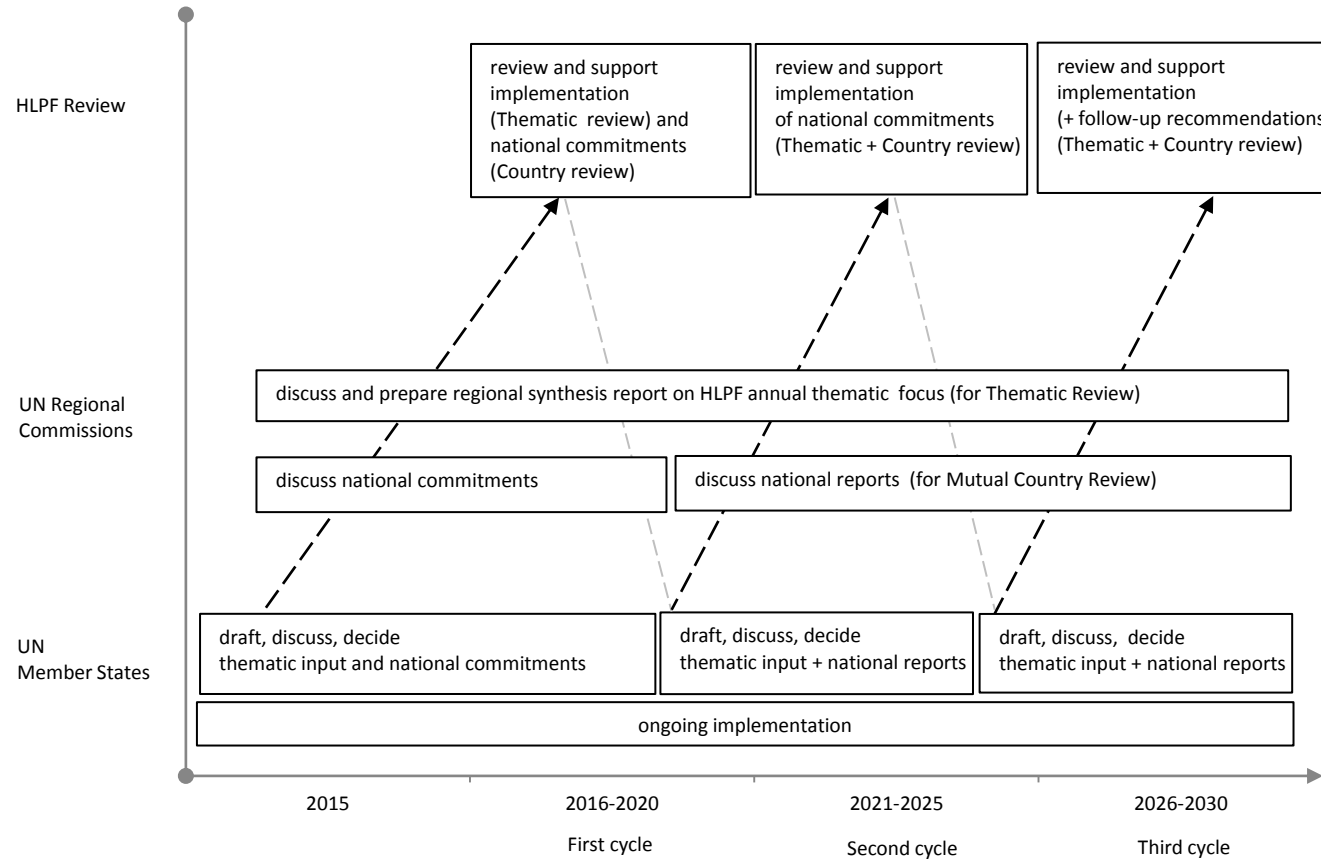 HLPF Review
review and support
implementation
(Thematic review) and
national commitments
(Country review)
review and support
implementation
of national commitments
(Thematic + Country review)
review and support
implementation
(+ follow-up recommendations
(Thematic + Country review)
UN Regional
Commissions
discuss and prepare regional synthesis report on HLPF annual thematic focus (for Thematic Review)
discuss national commitments
discuss national reports (for Mutual Country Review)
UN
Member States
draft, discuss, decide
thematic input and national commitments
draft, discuss, decide
thematic input + national reports
draft, discuss, decide
thematic input + national reports
ongoing implementation
2015
2016-2020
2021-2025
2026-2030
First cycle
Second cycle
Third cycle